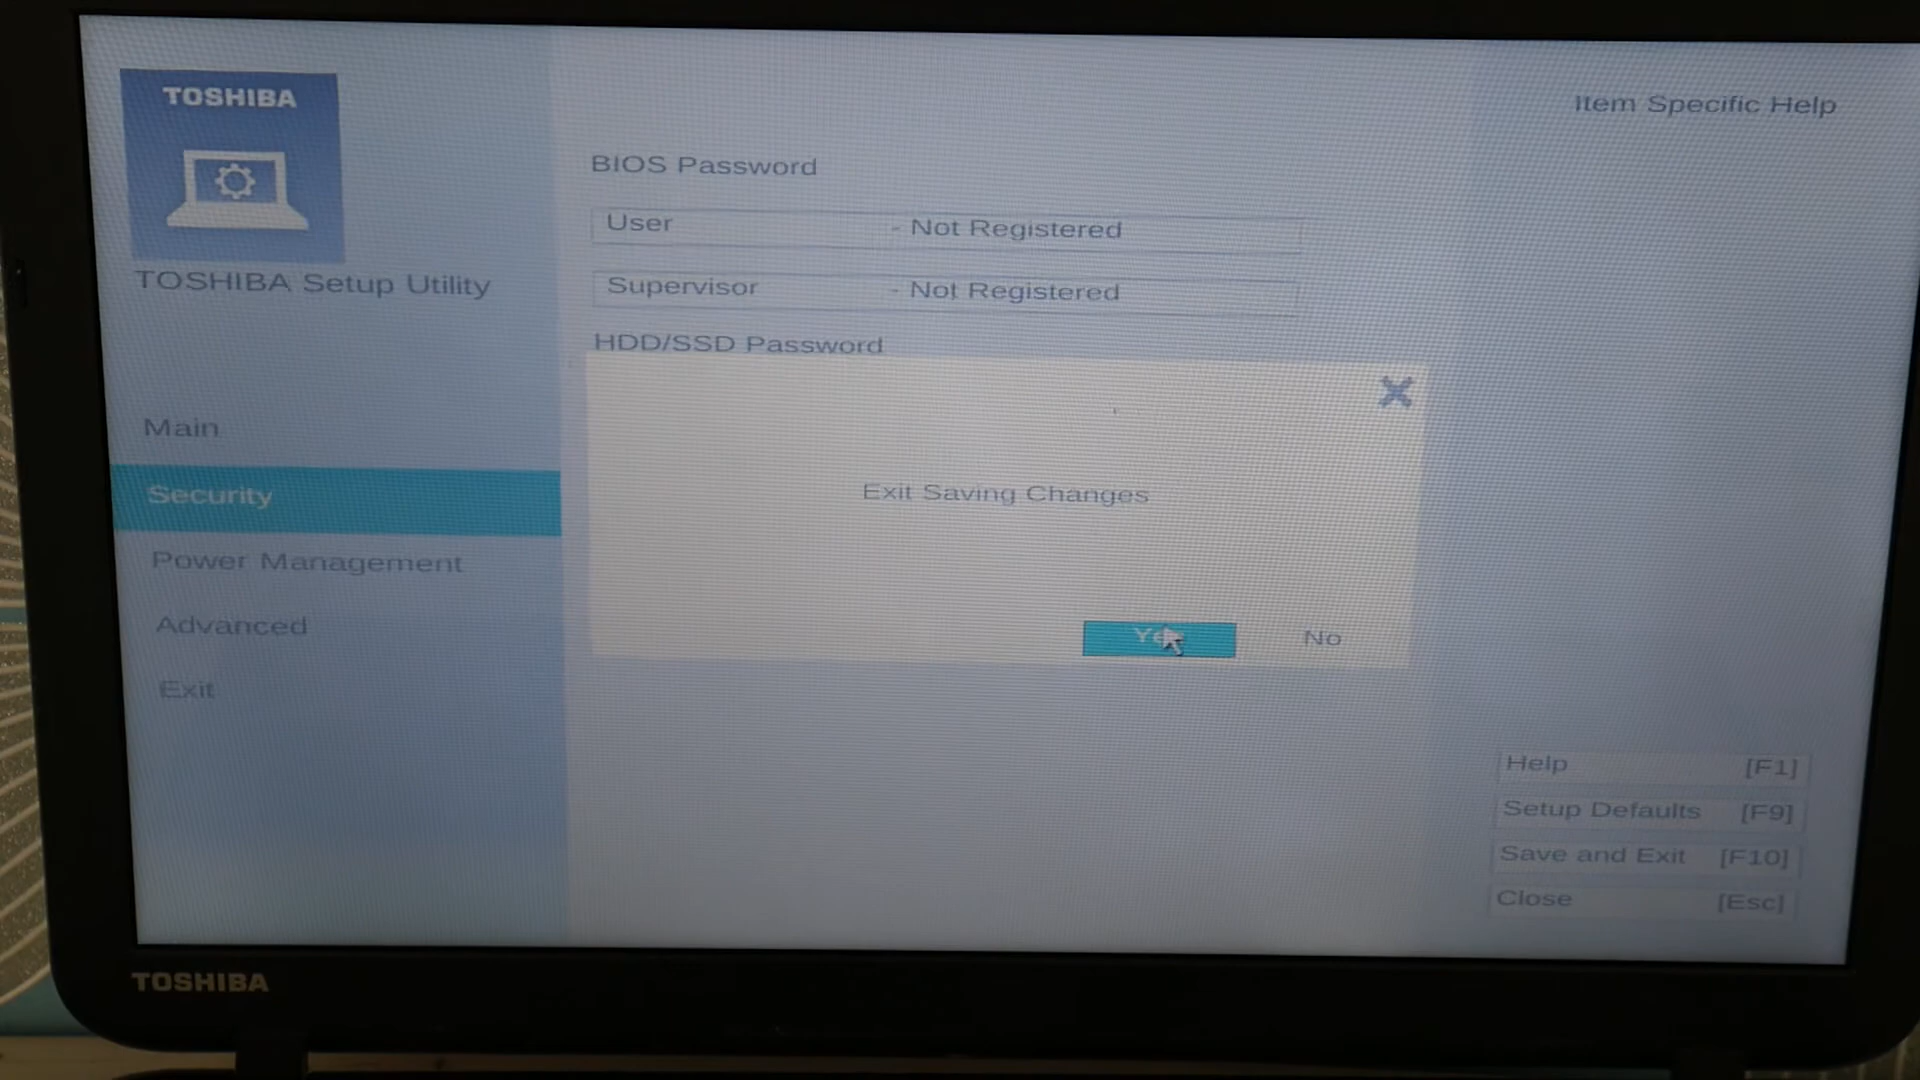 TOSHIBA
TOSHIBA Setup Utility
Main
Security
Power Management
Advanced
Exit
BIOS Password
User - Not Registered
Supervisor - Not Registered
HDD/SSD Password
Exit Saving Changes
No
Item Specific Help
Help [F1]
Setup Defaults [F9]
Save and Exit [F10]
Close [Esc]
TOSHIBA